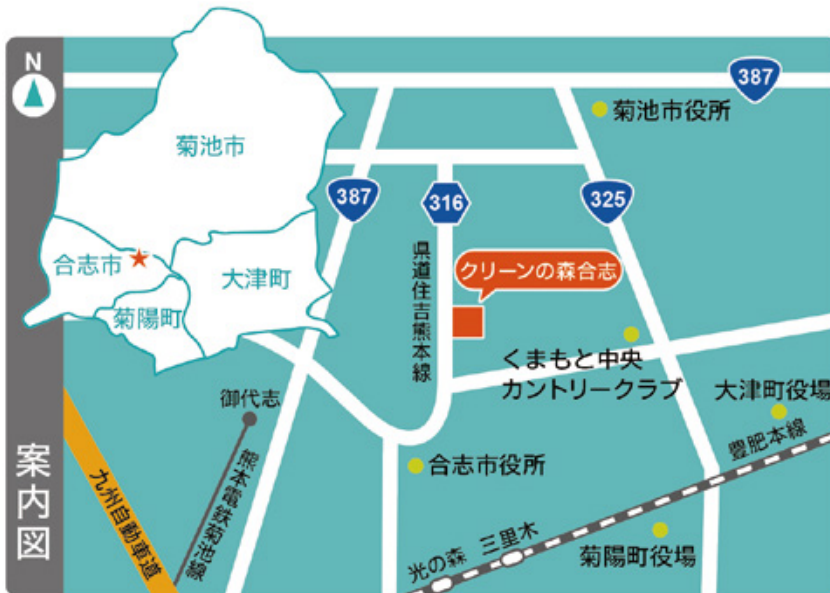 N
387
菊池市役所
菊池市
387
316
325
合志市
大津町
菊陽町
県道住吉熊本線
クリーンの森合志
くまもと中央
カントリークラブ
御代志
大津町役場
合志市役所
豊肥本線
案内図
九州自動車道
熊本電鉄菊池線
光の森
三里木
菊陽町役場